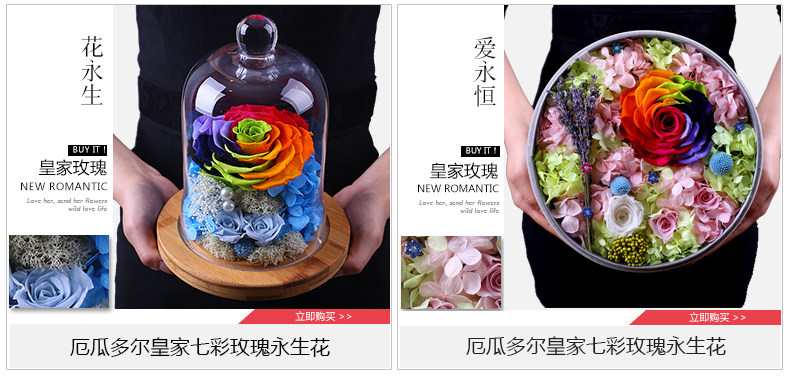 花永生
BUY IT !
皇家玫瑰
NEW ROMANTIC
Love her, send her flowers
wild love life
立即购买 >>
厄瓜多尔皇家七彩玫瑰永生花
爱永恒
BUY IT !
皇家玫瑰
NEW ROMANTIC
Love her, send her flowers
wild love life
立即购买 >>
厄瓜多尔皇家七彩玫瑰永生花